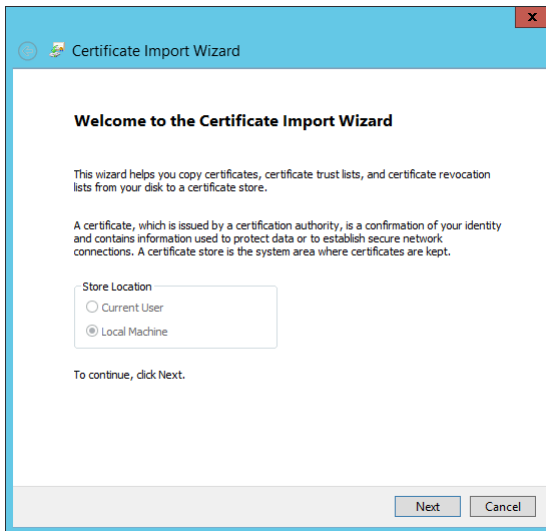 x
Certificate Import Wizard
Welcome to the Certificate Import Wizard
This wizard helps you copy certificates, certificate trust lists, and certificate revocation
lists from your disk to a certificate store.
A certificate, which is issued by a certification authority, is a confirmation of your identity
and contains information used to protect data or to establish secure network
connections. A certificate store is the system area where certificates are kept.
Store Location
Current User
Local Machine
To continue, click Next.
Next Cancel